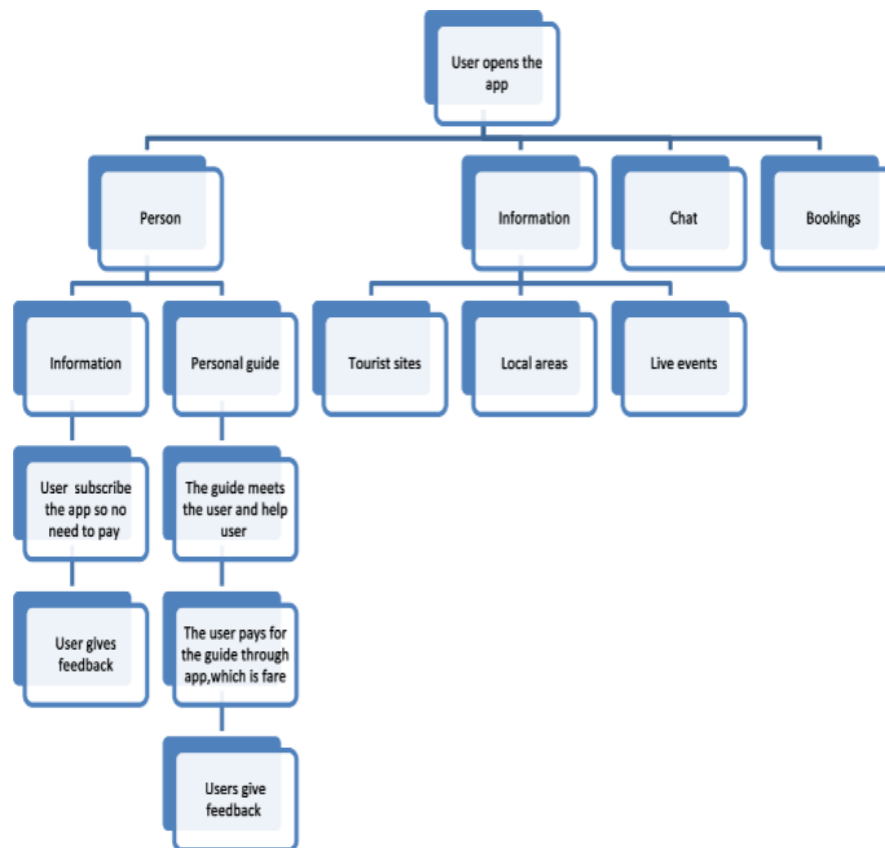 User opens the
app
Person
Information
Chat
Bookings
Information
Personal guide
Tourist sites
Local areas
Live events
User subscribe
the app so no
need to pay
The guide meets
the user and help
user
User gives
feedback
The user pays for
the guide through
app,which is fare
Users give
feedback